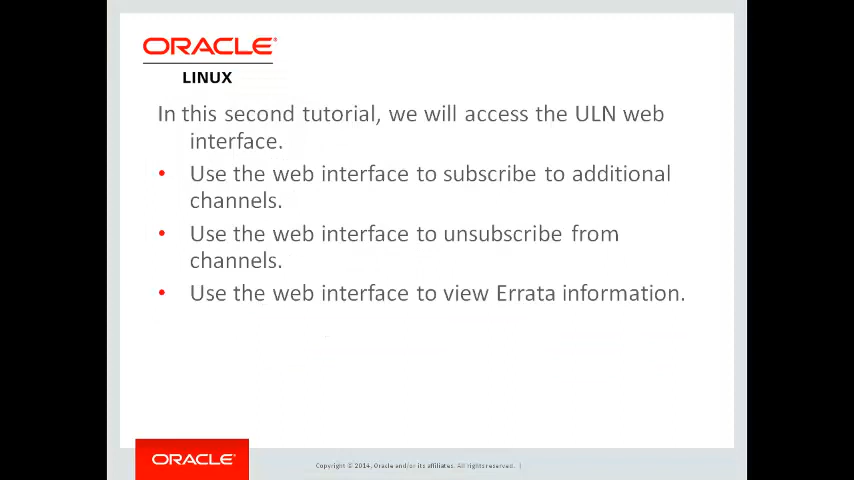 ORACLE
LINUX
In this second tutorial, we will access the ULN web
interface.
• Use the web interface to subscribe to additional
channels.
• Use the web interface to unsubscribe from
channels.
• Use the web interface to view Errata information.
ORACLE
Copyright © 2014, Oracle and/or its affiliates. All rights reserved. |